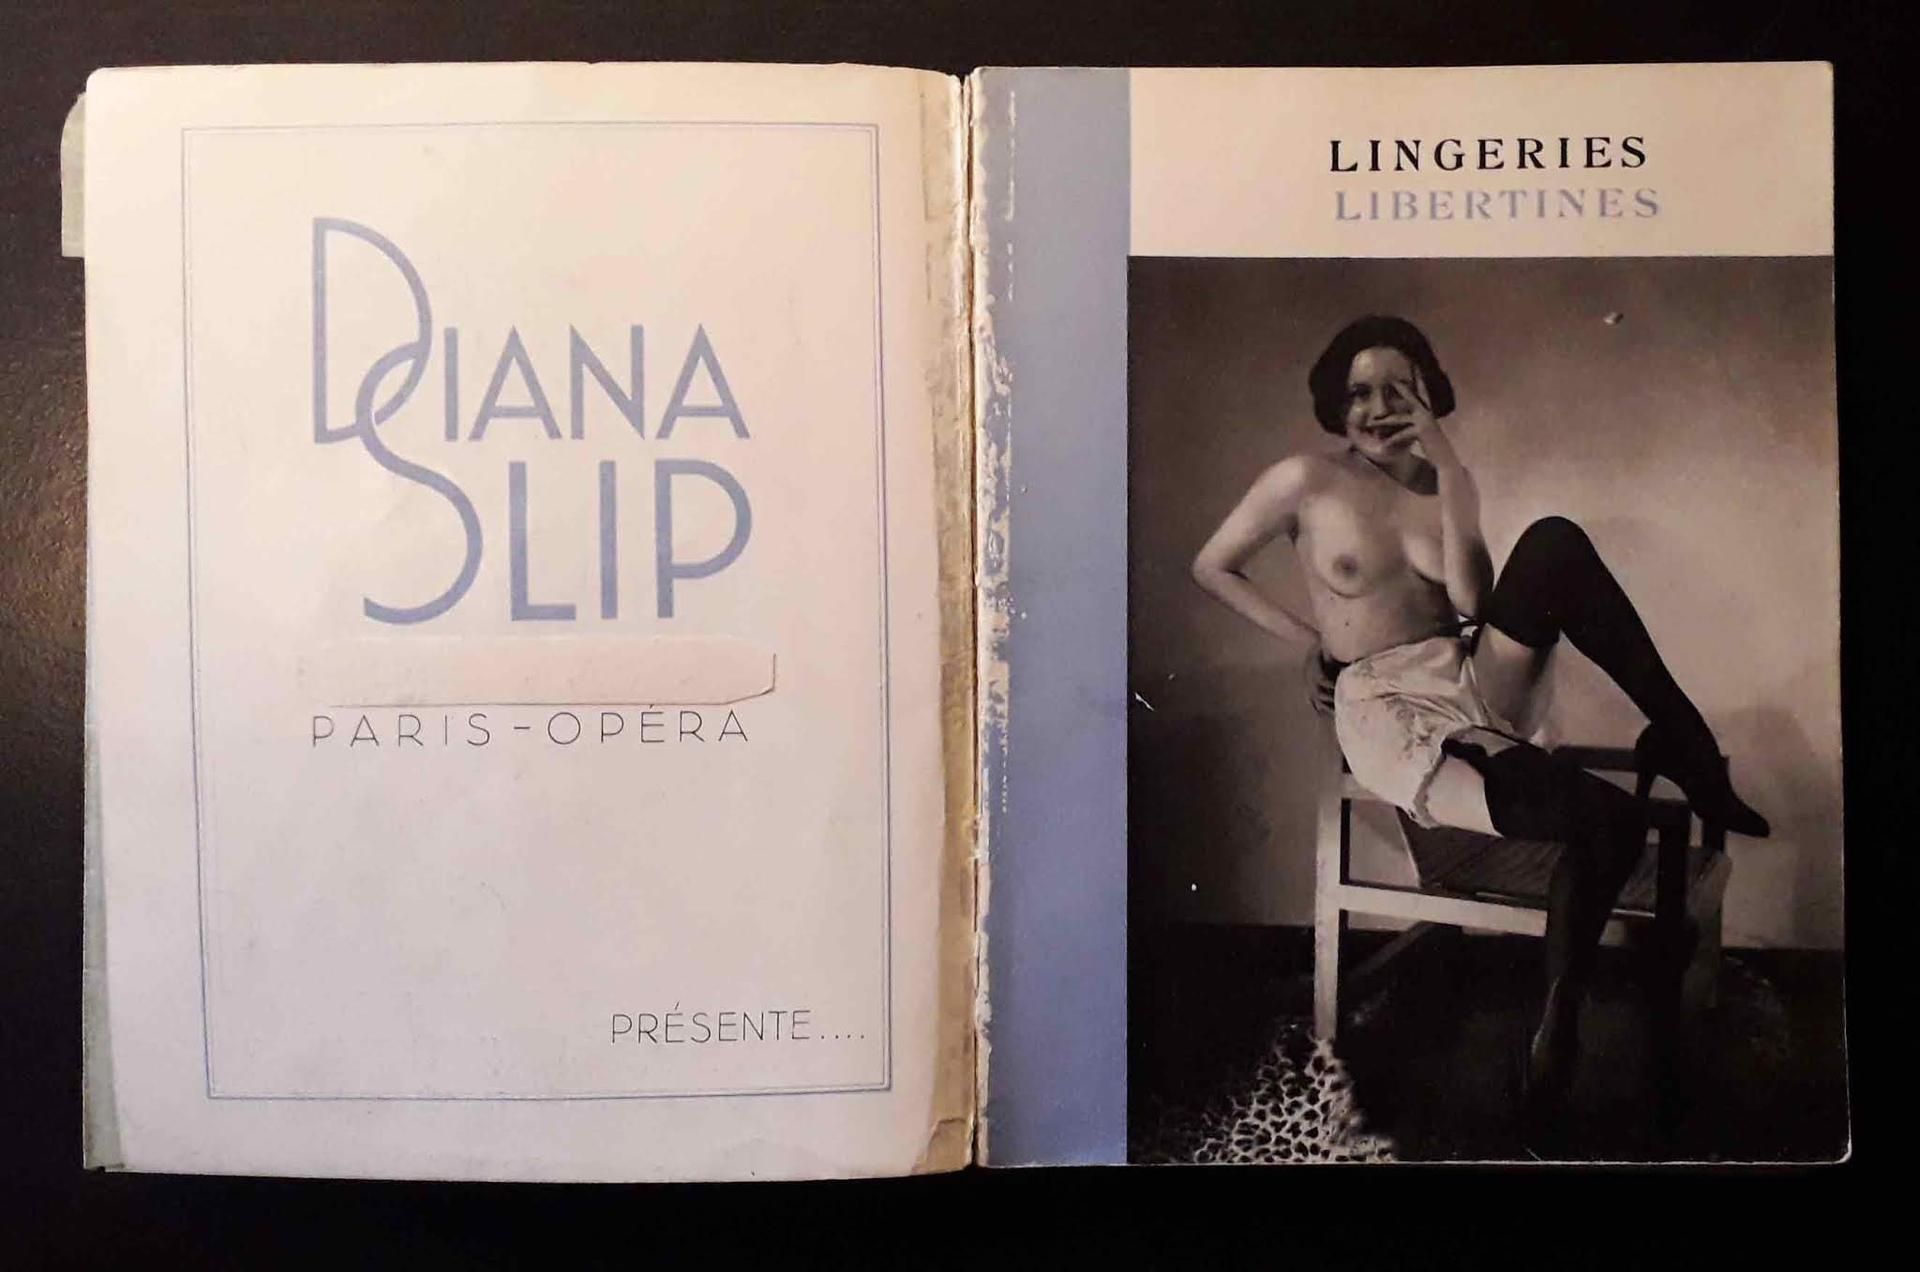 DIANA
SLIP
PARIS-OPÉRA
PRÉSENTE....
LINGERIES
LIBERTINES